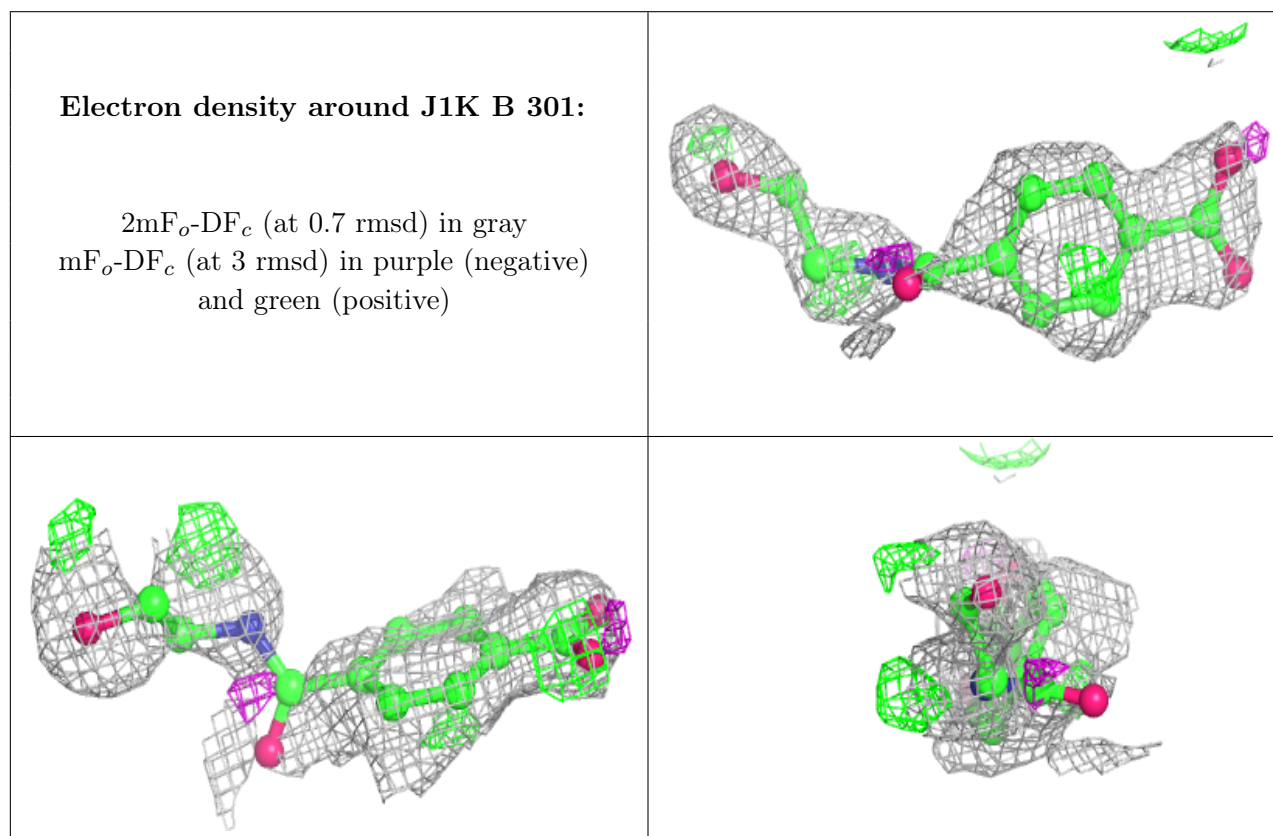 Electron density around J1K B 301:
2mFo-DFc (at 0.7 rmsd) in gray
mFo-DFc (at 3 rmsd) in purple (negative)
and green (positive)